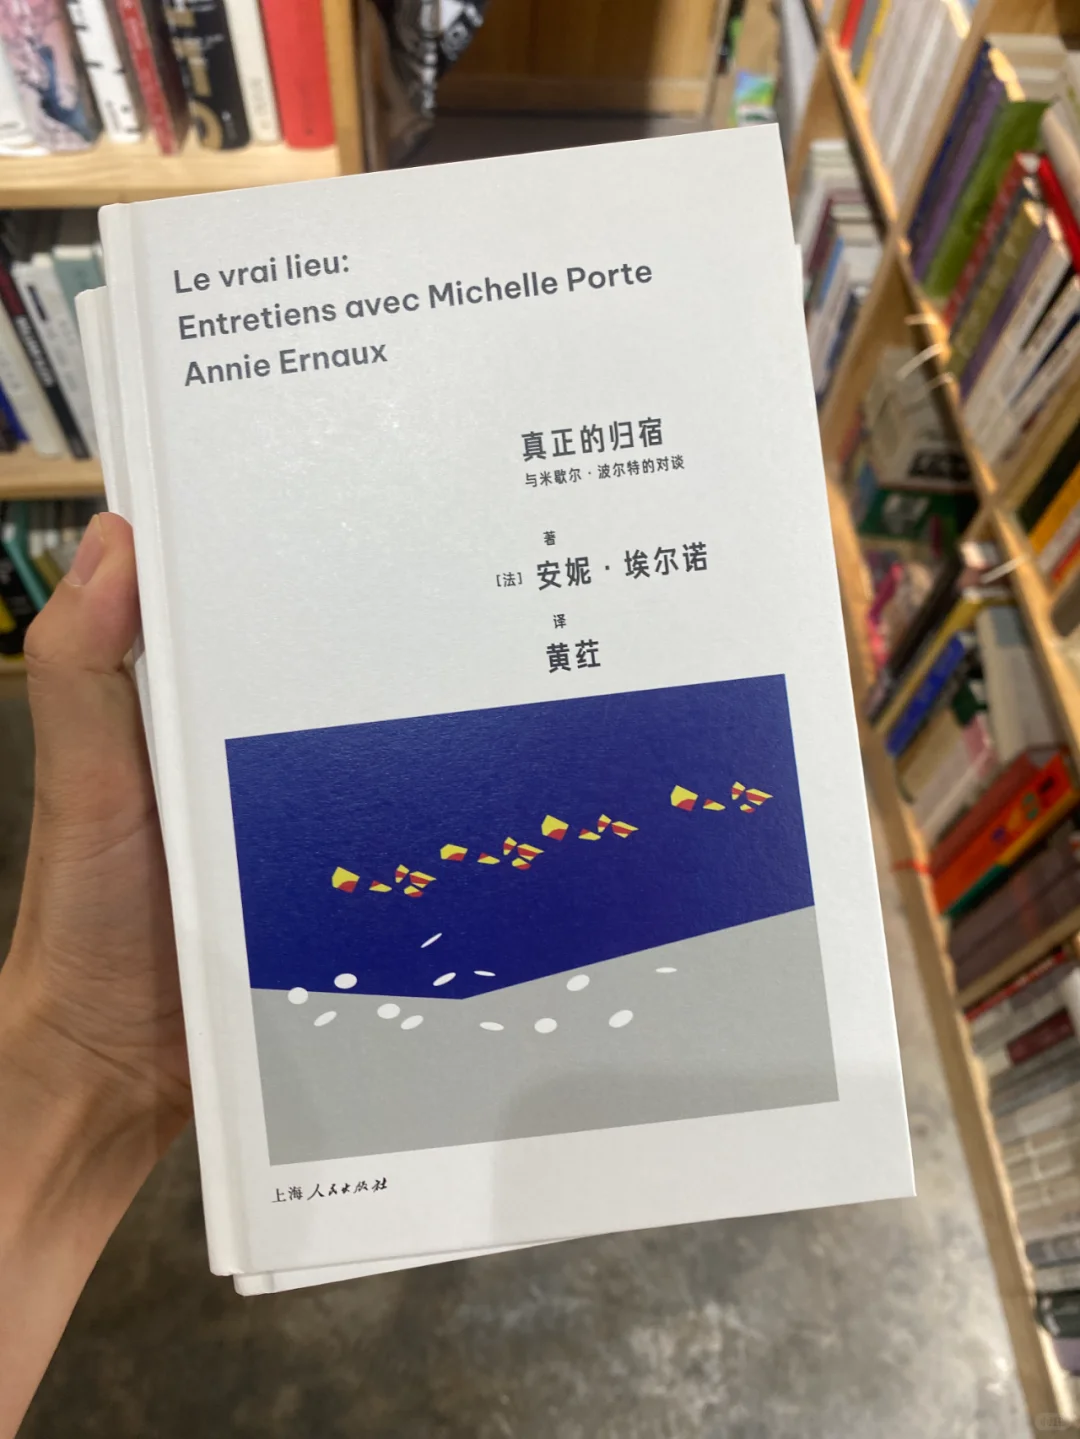 Le vrai lieu:
Entretiens avec Michelle Porte
Annie Ernaux
真正的归宿
与米歇尔·波尔特的对谈
著
[法] 安妮·埃尔诺
译
黄荭
上海人民出版社